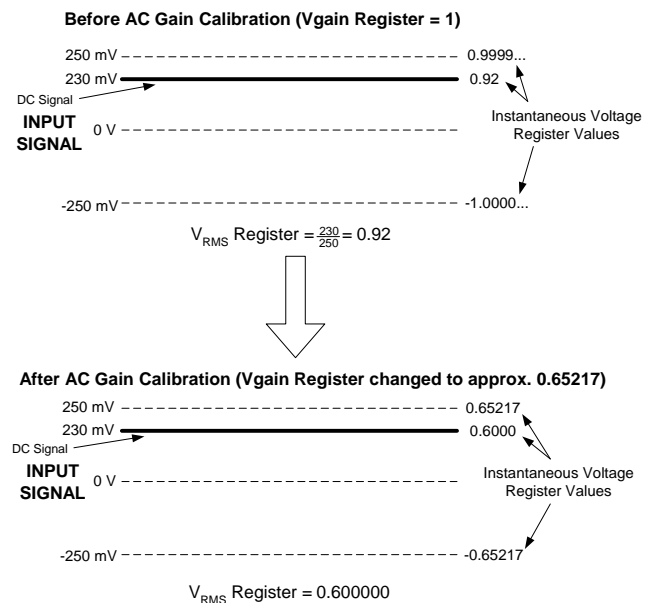 Before AC Gain Calibration (Vgain Register = 1)
250 mV 0.9999...
230 mV 0.92
DC Signal
INPUT
SIGNAL
0 V
Instantaneous Voltage
Register Values
-250 mV -1.0000...
VRMS Register = 230/250 = 0.92
After AC Gain Calibration (Vgain Register changed to approx. 0.65217)
250 mV 0.65217
230 mV 0.6000
DC Signal
INPUT
SIGNAL
0 V
Instantaneous Voltage
Register Values
-250 mV -0.65217
VRMS Register = 0.600000